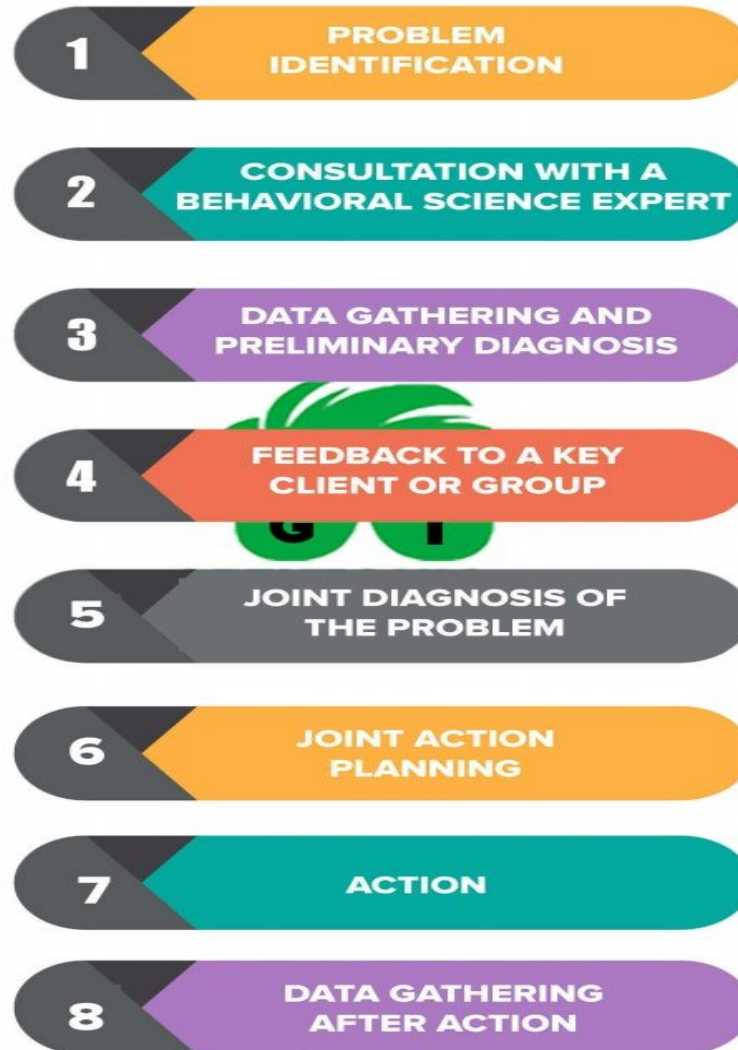 1
PROBLEM
IDENTIFICATION
2
CONSULTATION WITH A
BEHAVIORAL SCIENCE EXPERT
3
DATA GATHERING AND
PRELIMINARY DIAGNOSIS
4
FEEDBACK TO A KEY
CLIENT OR GROUP
G I
5
JOINT DIAGNOSIS OF
THE PROBLEM
6
JOINT ACTION
PLANNING
7
ACTION
8
DATA GATHERING
AFTER ACTION